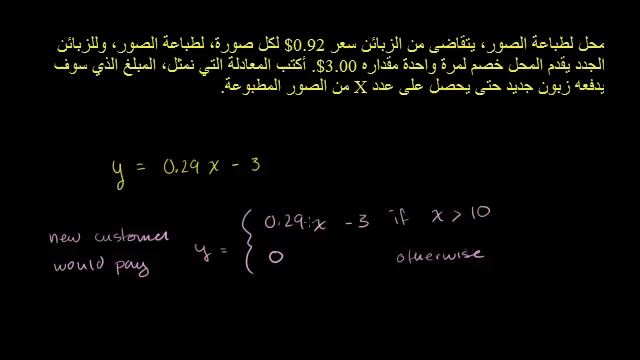 محل لطباعة الصور، يتقاضى من الزبائن سعر 0.92$ لكل صورة، لطباعة الصور، وللزبائن
الجدد يقدم المحل خصم لمرة واحدة مقداره 3.00$. أكتب المعادلة التي نمثل، المبلغ الذي سوف
يدفعه زبون جديد حتى يحصل على عدد X من الصور المطبوعة.
y = 0.29x - 3
new customer would pay y = { 0.29·x - 3 if x > 10
0 otherwise